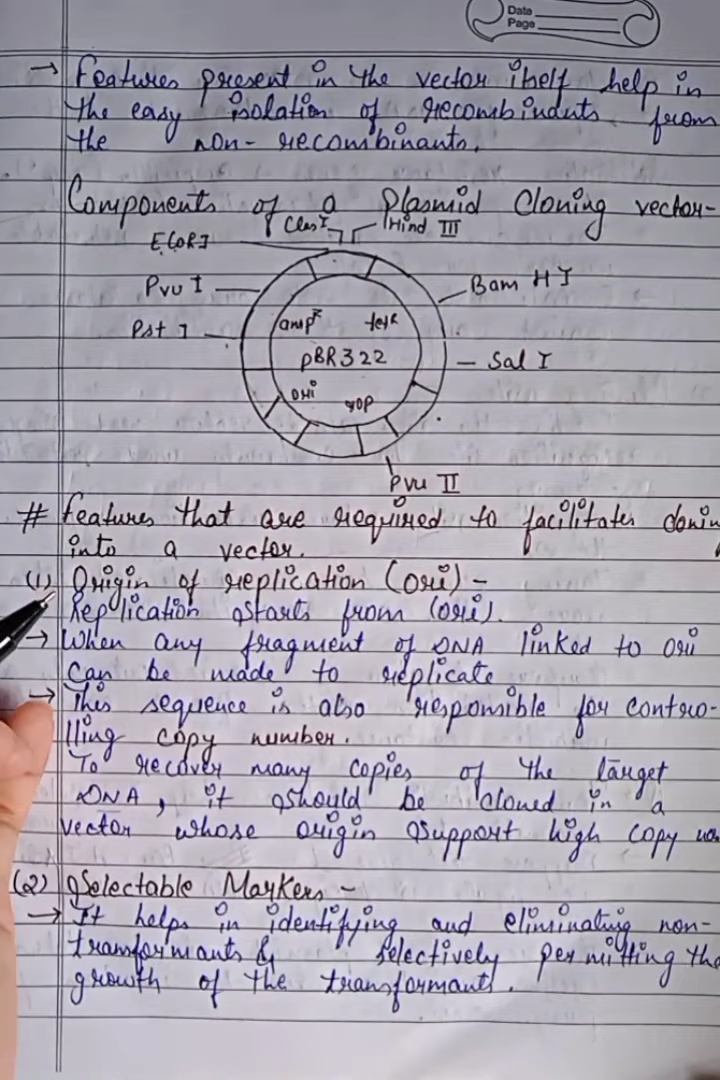 Date
Page
→ Features present in the vector itself help in
the easy isolation of recombinants from
the non-recombinants.
Components of a Plasmid Cloning vector-
Clas I Hind III
E.CoRI
Pvu I Bam H I
Pst I
amp^R tet^R
pBR322
Sal I
ori rop
Pvu II
# Features that are required to facilitates clonin
into a vector.
(1) Origin of replication (ori) -
Replication starts from (ori).
→ When any fragment of DNA linked to ori
can be made to replicate
→ This sequence is also responsible for contro-
lling copy number.
To recover many copies of the target
DNA, it should be cloned in a
vector whose origin support high copy no
(2) Selectable Markers -
→ It helps in identifying and eliminating non-
transformants & selectively permitting the
growth of the transformants.